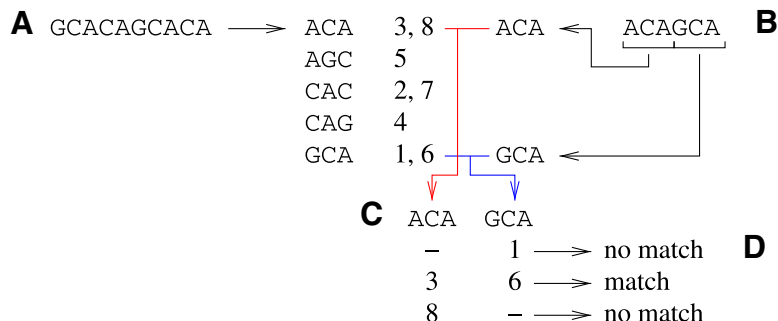 A GCACAGCACA ACA 3, 8 ACA ACAGCA B
AGC 5
CAC 2, 7
CAG 4
GCA 1, 6 GCA
C ACA GCA
– 1 no match D
3 6 match
8 – no match